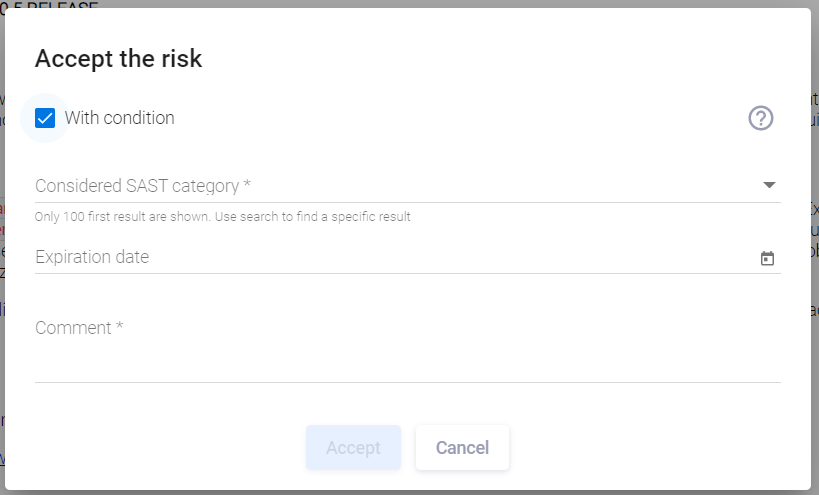 0.5 RELEASE
Accept the risk
With condition
Considered SAST category *
Only 100 first result are shown. Use search to find a specific result
Expiration date
Comment *
Accept
Cancel